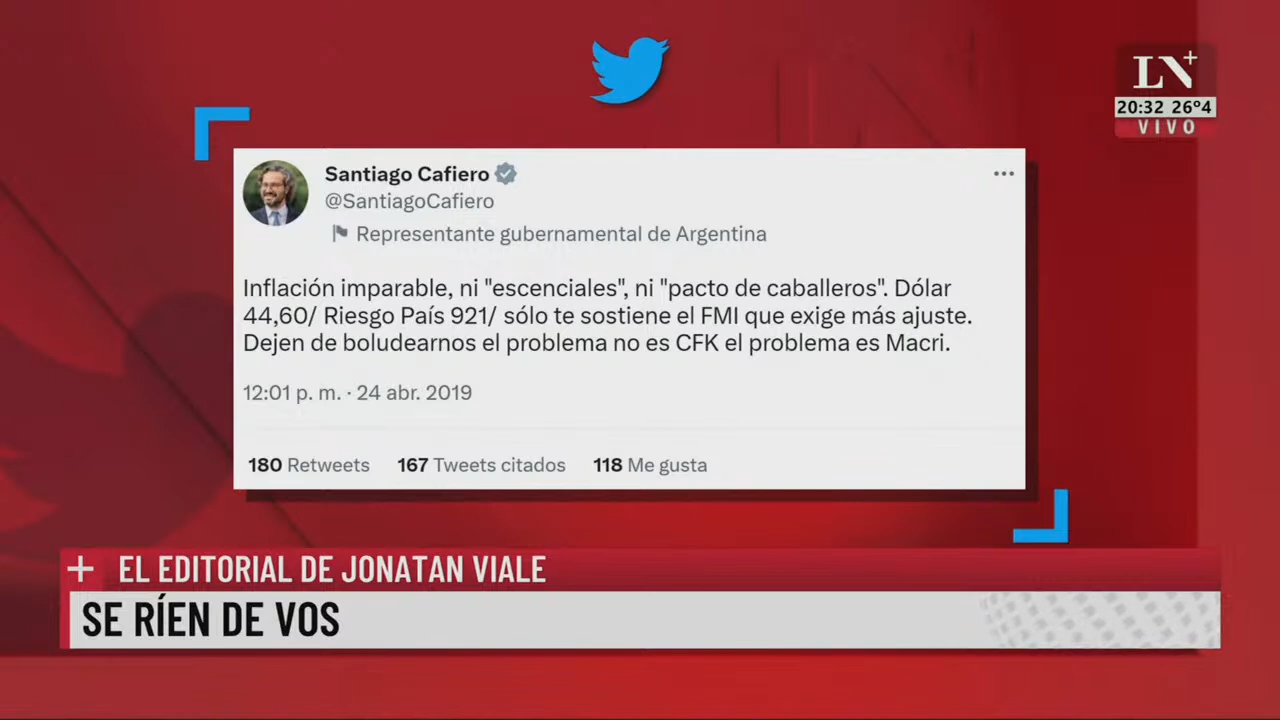 LN+
20:32 26°4
VIVO
Santiago Cafiero
@SantiagoCafiero
Representante gubernamental de Argentina
Inflación imparable, ni "escenciales", ni "pacto de caballeros". Dólar
44,60/ Riesgo País 921/ sólo te sostiene el FMI que exige más ajuste.
Dejen de boludearnos el problema no es CFK el problema es Macri.
12:01 p. m. · 24 abr. 2019
180 Retweets 167 Tweets citados 118 Me gusta
+ EL EDITORIAL DE JONATAN VIALE
SE RÍEN DE VOS